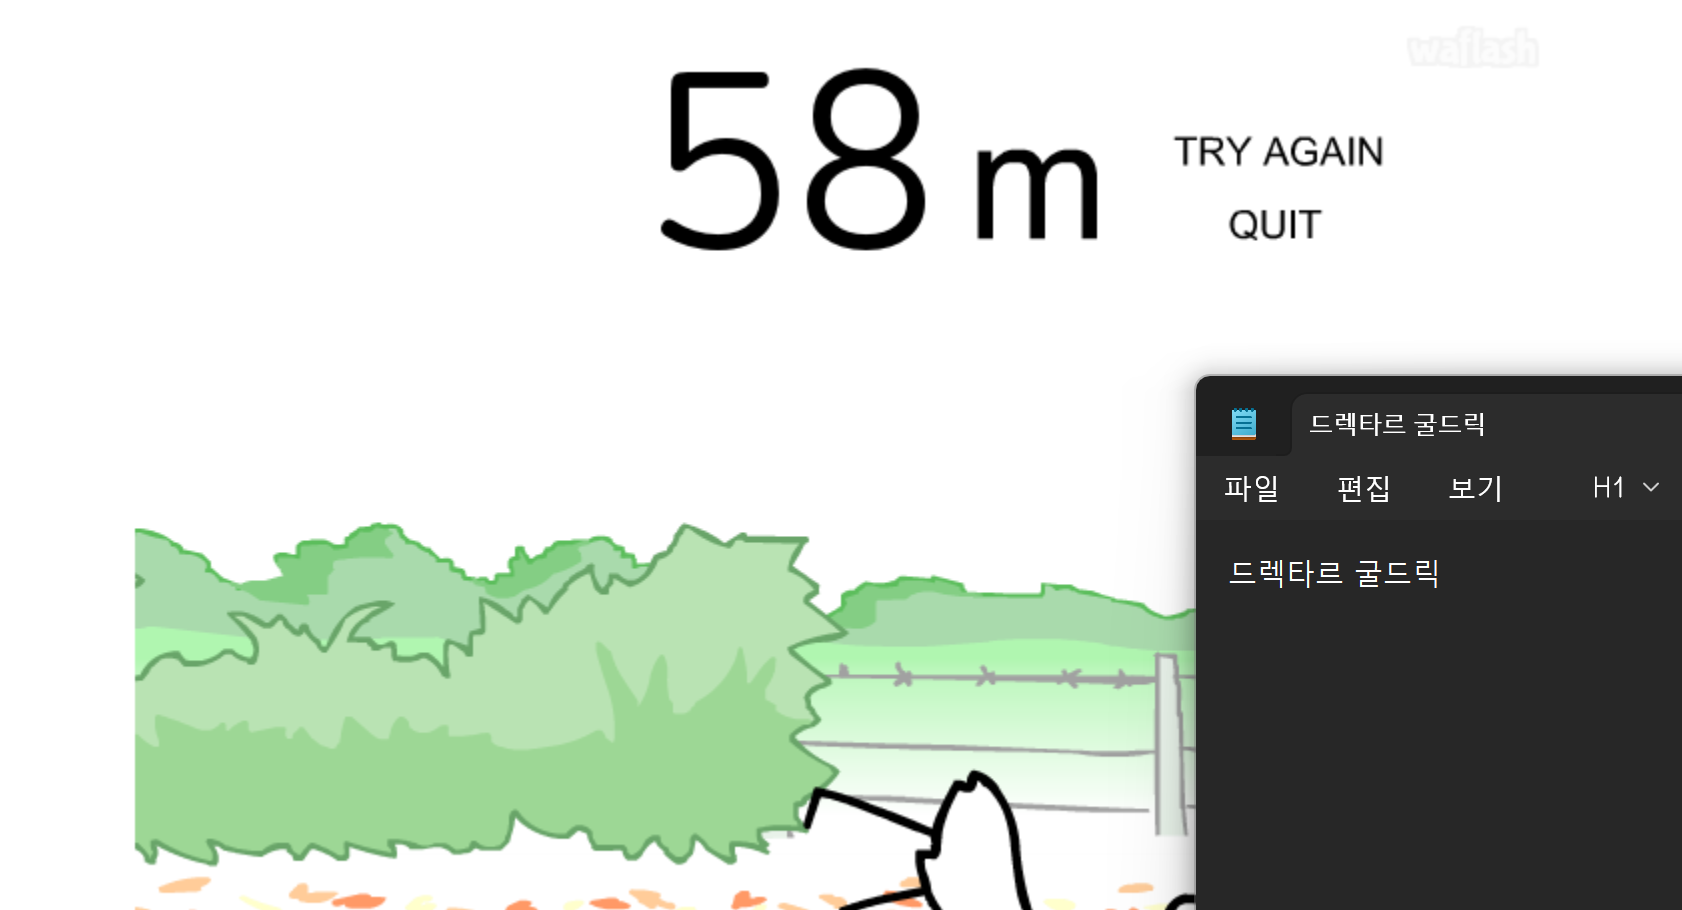 waflash
58 m
TRY AGAIN
QUIT
드렉타르 굴드릭
파일 편집 보기 H1
드렉타르 굴드릭